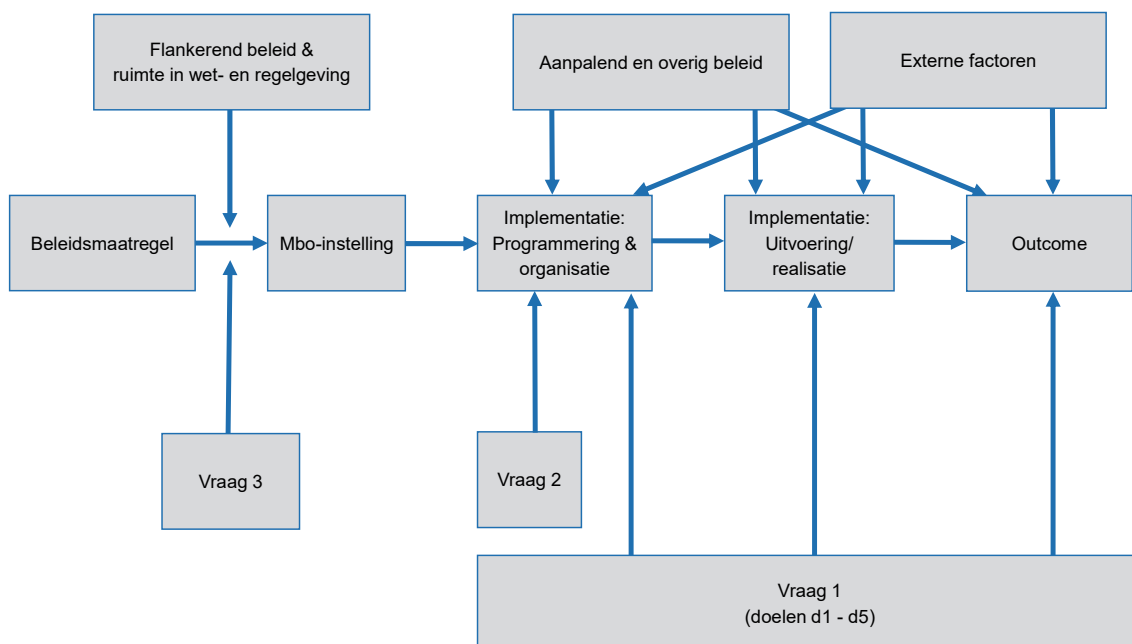 Flankerend beleid &
ruimte in wet- en regelgeving
Aanpalend en overig beleid
Externe factoren
Beleidsmaatregel
Mbo-instelling
Implementatie:
Programmering &
organisatie
Implementatie:
Uitvoering/
realisatie
Outcome
Vraag 3
Vraag 2
Vraag 1
(doelen d1 - d5)